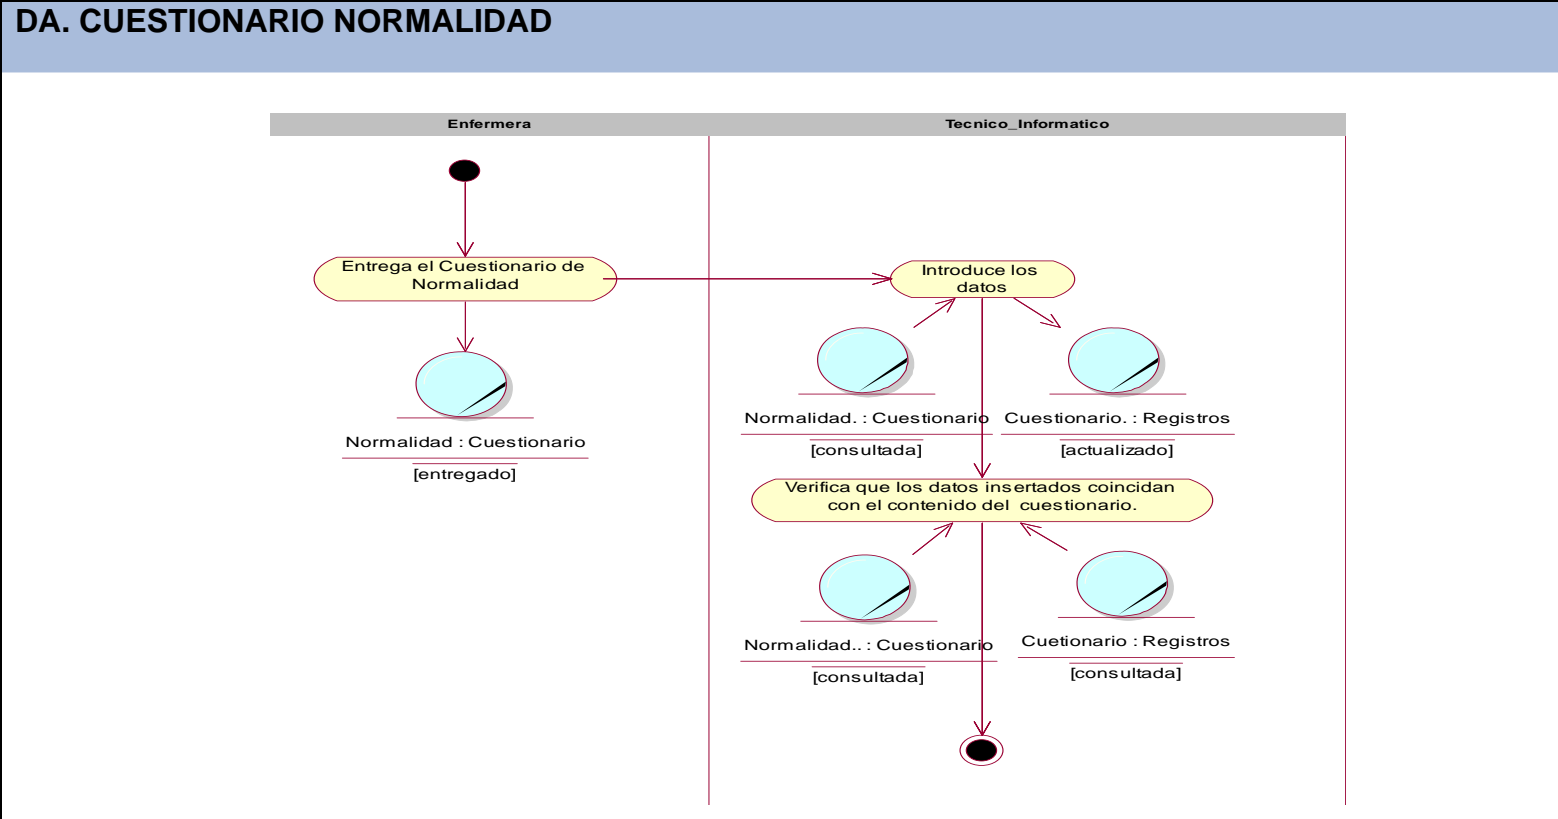 DA. CUESTIONARIO NORMALIDAD
Enfermera
Tecnico_Informatico
Entrega el Cuestionario de
Normalidad
Introduce los
datos
Normalidad : Cuestionario
[entregado]
Normalidad. : Cuestionario
[consultada]
Cuestionario. : Registros
[actualizado]
Verifica que los datos insertados coincidan
con el contenido del cuestionario.
Normalidad.. : Cuestionario
[consultada]
Cuetionario : Registros
[consultada]